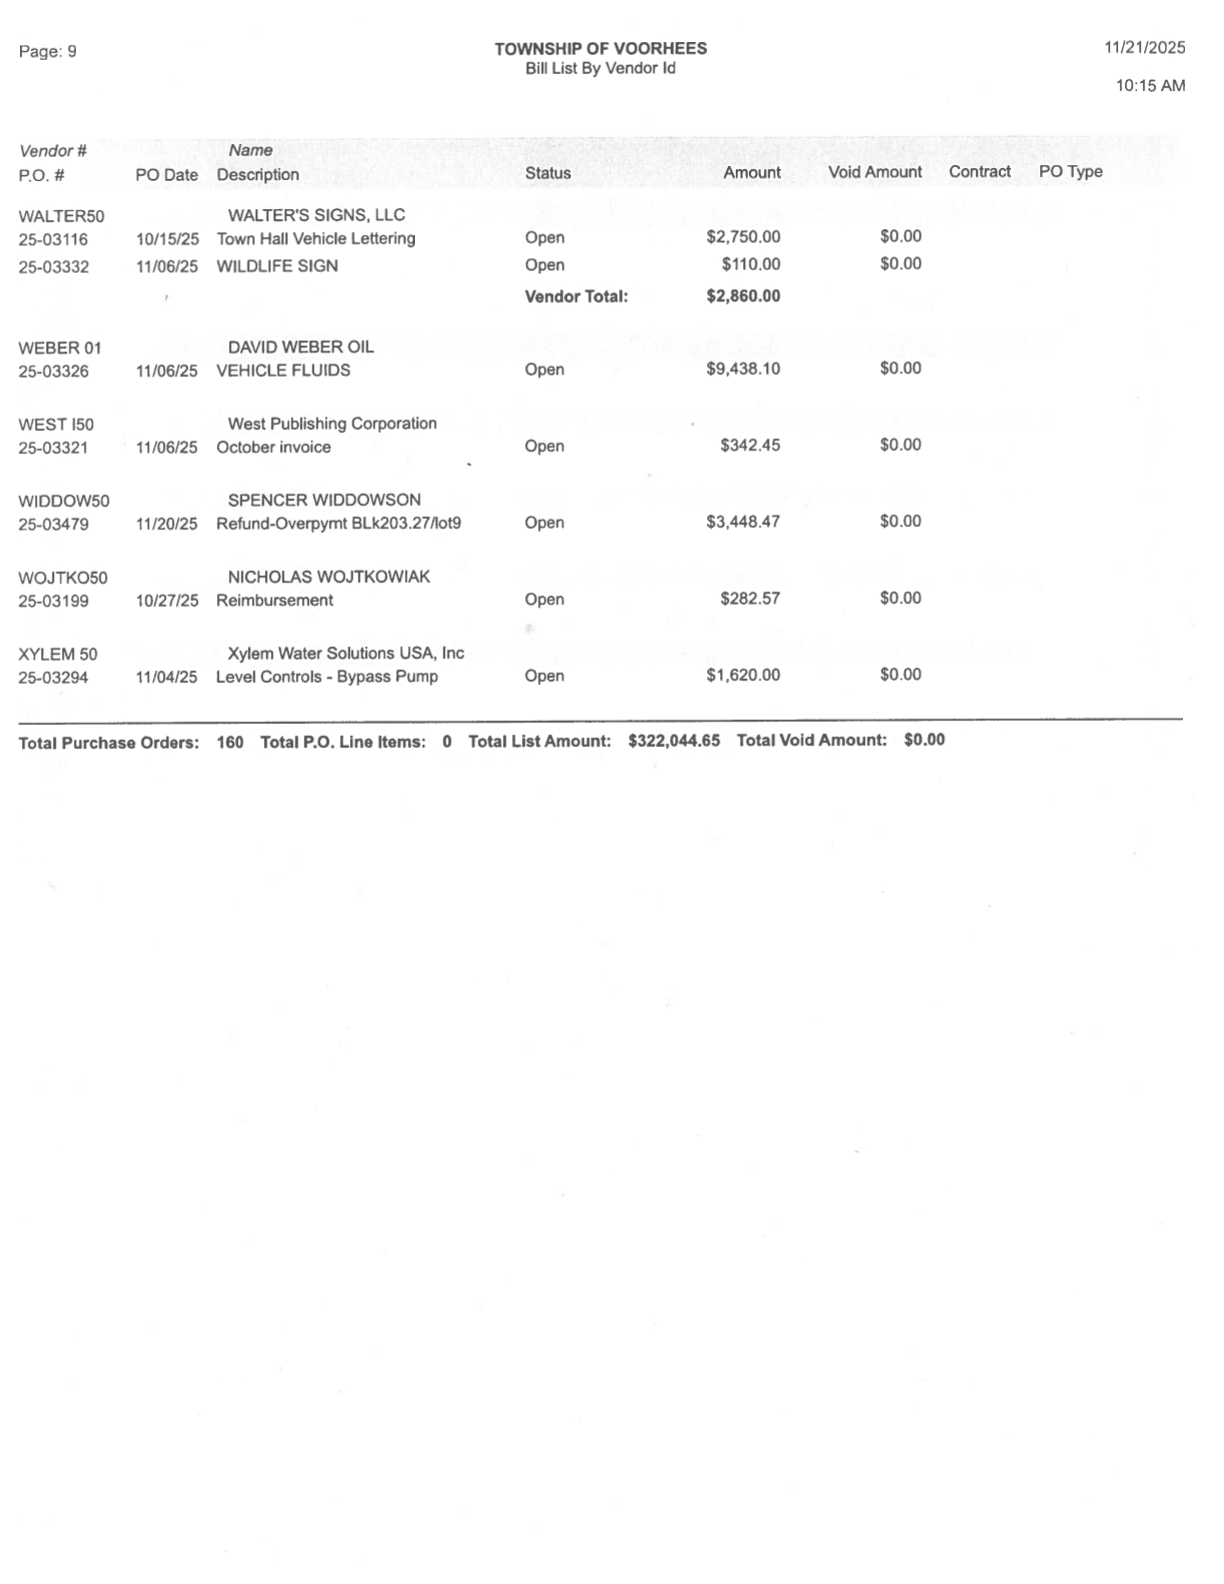 Page: 9
TOWNSHIP OF VOORHEES
11/21/2025
Bill List By Vendor Id
10:15 AM
Vendor # Name
P.O. # PO Date Description Status Amount Void Amount Contract PO Type
WALTER50 WALTER'S SIGNS, LLC
25-03116 10/15/25 Town Hall Vehicle Lettering Open $2,750.00 $0.00
25-03332 11/06/25 WILDLIFE SIGN Open $110.00 $0.00
Vendor Total: $2,860.00
WEBER 01 DAVID WEBER OIL
25-03326 11/06/25 VEHICLE FLUIDS Open $9,438.10 $0.00
WEST I50 West Publishing Corporation
25-03321 11/06/25 October invoice Open $342.45 $0.00
WIDDOW50 SPENCER WIDDOWSON
25-03479 11/20/25 Refund-Overpymt BLk203.27/lot9 Open $3,448.47 $0.00
WOJTKO50 NICHOLAS WOJTKOWIAK
25-03199 10/27/25 Reimbursement Open $282.57 $0.00
XYLEM 50 Xylem Water Solutions USA, Inc
25-03294 11/04/25 Level Controls - Bypass Pump Open $1,620.00 $0.00
Total Purchase Orders: 160 Total P.O. Line Items: 0 Total List Amount: $322,044.65 Total Void Amount: $0.00